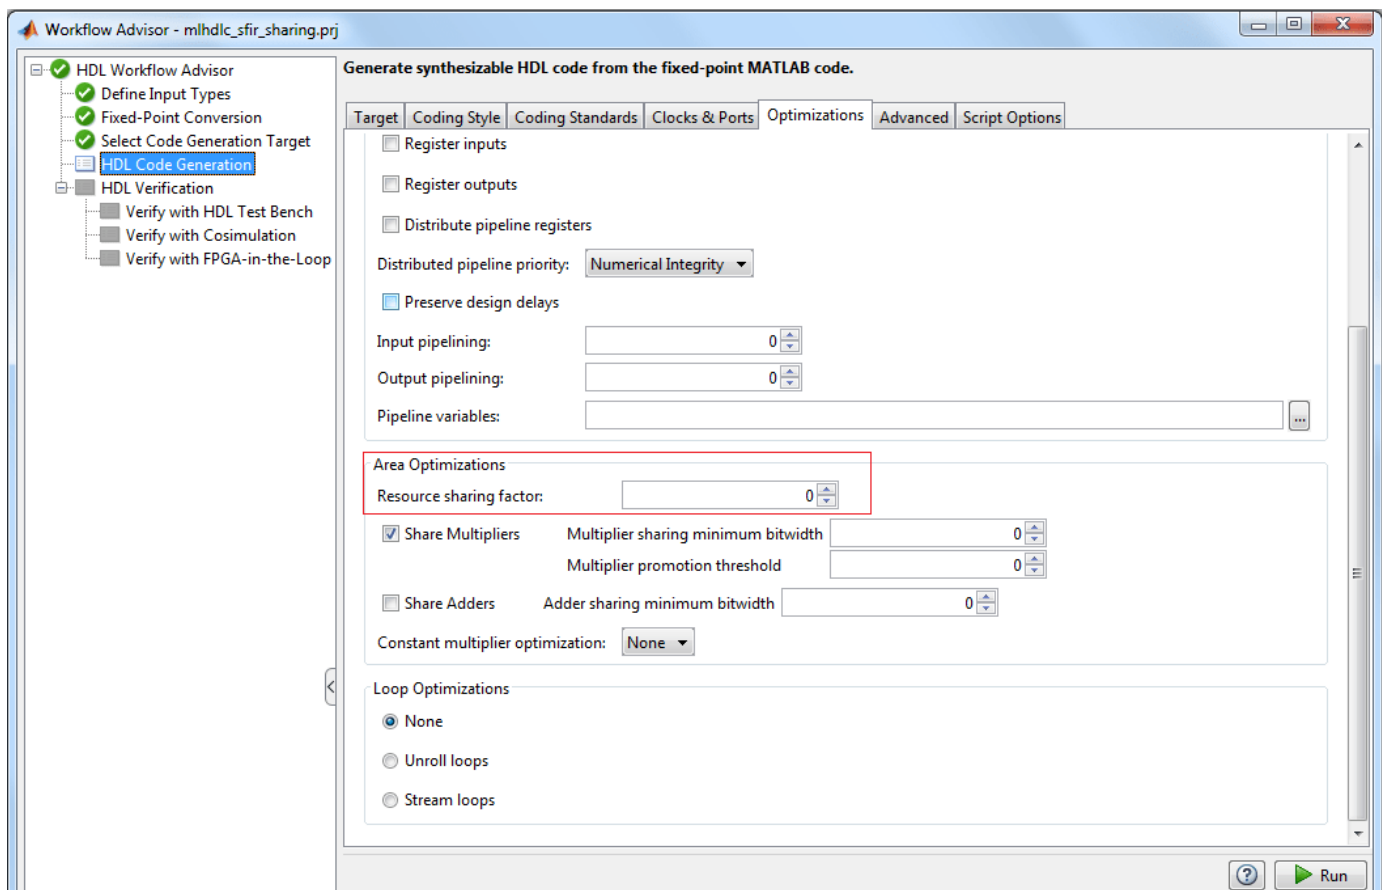 Workflow Advisor - mlhdlc_sfir_sharing.prj
HDL Workflow Advisor
Define Input Types
Fixed-Point Conversion
Select Code Generation Target
HDL Code Generation
HDL Verification
Verify with HDL Test Bench
Verify with Cosimulation
Verify with FPGA-in-the-Loop
Generate synthesizable HDL code from the fixed-point MATLAB code.
Target Coding Style Coding Standards Clocks & Ports Optimizations Advanced Script Options
Register inputs
Register outputs
Distribute pipeline registers
Distributed pipeline priority: Numerical Integrity
Preserve design delays
Input pipelining: 0
Output pipelining: 0
Pipeline variables: ...
Area Optimizations
Resource sharing factor: 0
Share Multipliers Multiplier sharing minimum bitwidth 0
Multiplier promotion threshold 0
Share Adders Adder sharing minimum bitwidth 0
Constant multiplier optimization: None
Loop Optimizations
None
Unroll loops
Stream loops
? Run